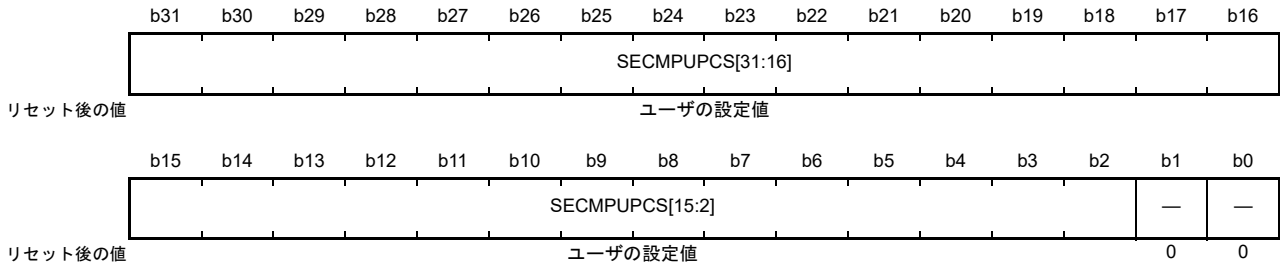 b31 b30 b29 b28 b27 b26 b25 b24 b23 b22 b21 b20 b19 b18 b17 b16
SECMPUPCS[31:16]
リセット後の値 ユーザの設定値
b15 b14 b13 b12 b11 b10 b9 b8 b7 b6 b5 b4 b3 b2 b1 b0
SECMPUPCS[15:2] — —
リセット後の値 ユーザの設定値 0 0